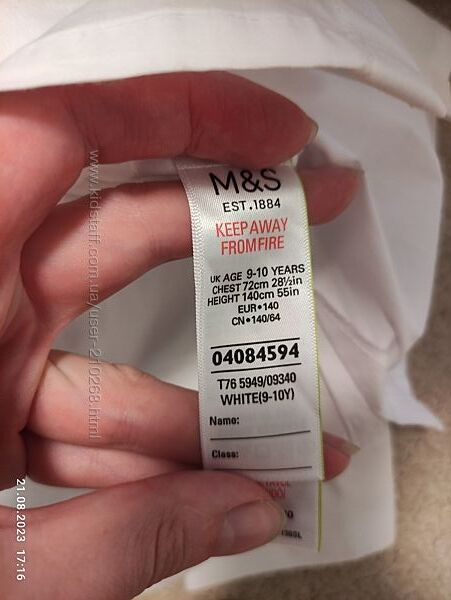 M&S
EST.1884
KEEP AWAY
FROM FIRE
UK AGE 9-10 YEARS
CHEST 72cm 28½in
HEIGHT 140cm 55in
EUR•140
CN•140/64
04084594
T76 5949/09340
WHITE(9-10Y)
Name:
Class:
www.kidstaff.com.ua/user-210268.html
21.08.2023 17:16